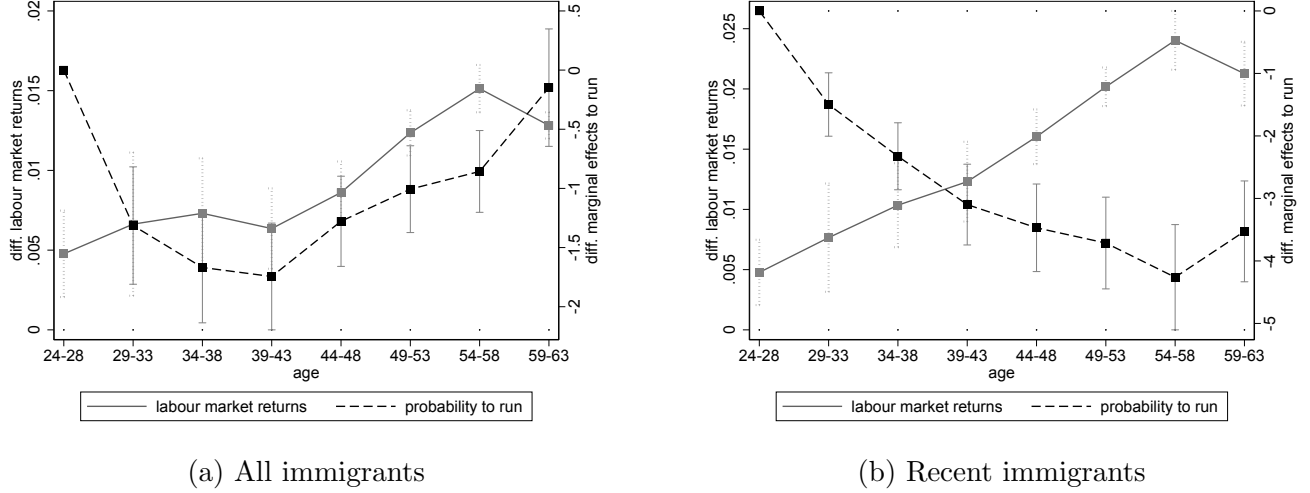 diff. labour market returns
0
.005
.01
.015
.02
diff. marginal effects to run
.5
0
-.5
-1
-1.5
-2
24-28 29-33 34-38 39-43 44-48 49-53 54-58 59-63
age
labour market returns probability to run
(a) All immigrants
diff. labour market returns
0
.005
.01
.015
.02
.025
diff. marginal effects to run
0
-1
-2
-3
-4
-5
24-28 29-33 34-38 39-43 44-48 49-53 54-58 59-63
age
labour market returns probability to run
(b) Recent immigrants